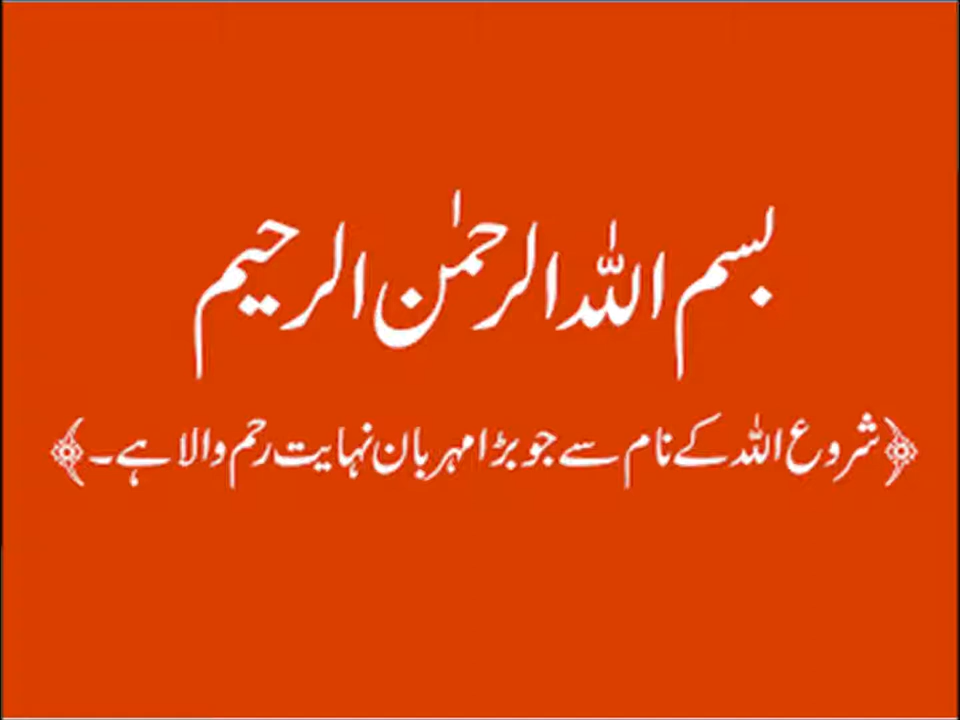 بسم اللہ الرحمٰن الرحیم
﴿شروع اللہ کے نام سے جو بڑا مہربان نہایت رحم والا ہے۔﴾